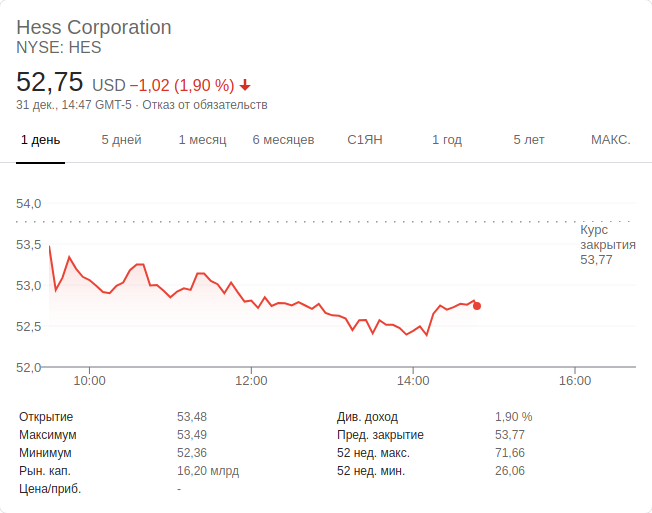 Hess Corporation
NYSE: HES
52,75 USD −1,02 (1,90 %)
31 дек., 14:47 GMT-5 · Отказ от обязательств
1 день 5 дней 1 месяц 6 месяцев С1ЯН 1 год 5 лет МАКС.
54,0
Курс
53,5 закрытия
53,77
53,0
52,5
52,0
10:00 12:00 14:00 16:00
Открытие 53,48 Див. доход 1,90 %
Максимум 53,49 Пред. закрытие 53,77
Минимум 52,36 52 нед. макс. 71,66
Рын. кап. 16,20 млрд 52 нед. мин. 26,06
Цена/приб. -